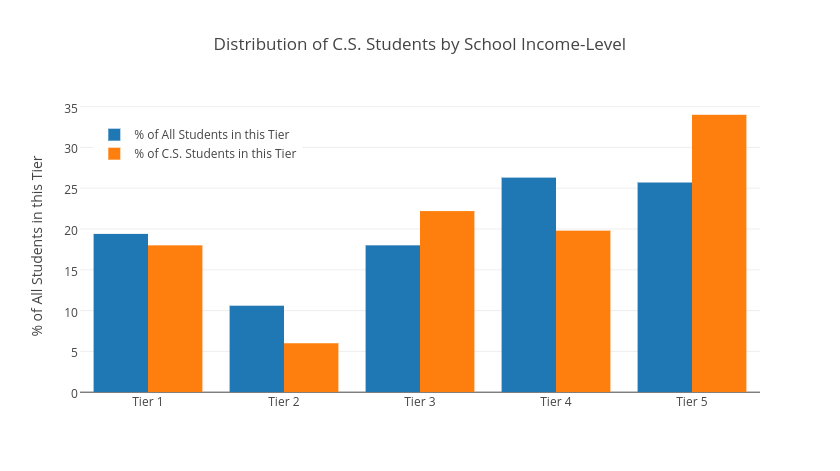 Distribution of C.S. Students by School Income-Level
% of All Students in this Tier
35
30
25
20
15
10
5
0
% of All Students in this Tier
% of C.S. Students in this Tier
Tier 1
Tier 2
Tier 3
Tier 4
Tier 5